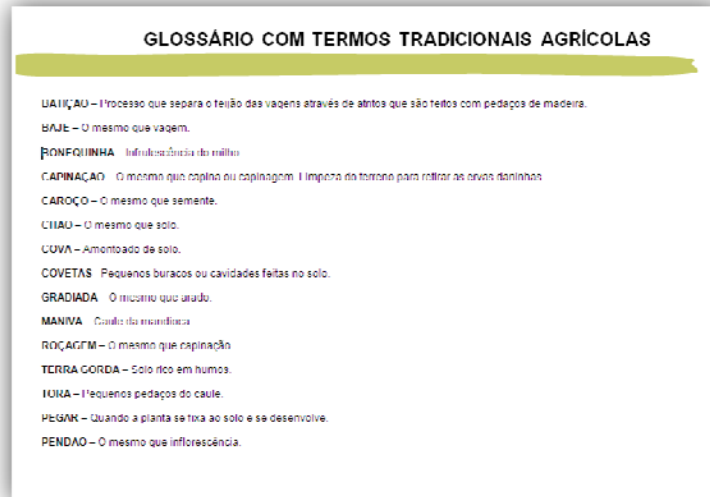 GLOSSÁRIO COM TERMOS TRADICIONAIS AGRÍCOLAS
BATIÇÃO – Processo que separa o feijão das vagens através de atritos que são feitos com pedaços de madeira.
BAJE – O mesmo que vagem.
BONEQUINHA – Infrutescência do milho
CAPINAÇÃO – O mesmo que capina ou capinagem. Limpeza do terreno para retirar as ervas daninhas
CAROÇO – O mesmo que semente.
CHÃO – O mesmo que solo.
COVA – Amontoado de solo.
COVETAS – Pequenos buracos ou cavidades feitas no solo.
GRADIADA – O mesmo que arado.
MANIVA – Caule da mandioca
ROÇAGEM – O mesmo que capinação
TERRA GORDA – Solo rico em humos.
TORA – Pequenos pedaços do caule.
PEGAR – Quando a planta se fixa ao solo e se desenvolve.
PENDÃO – O mesmo que inflorescência.